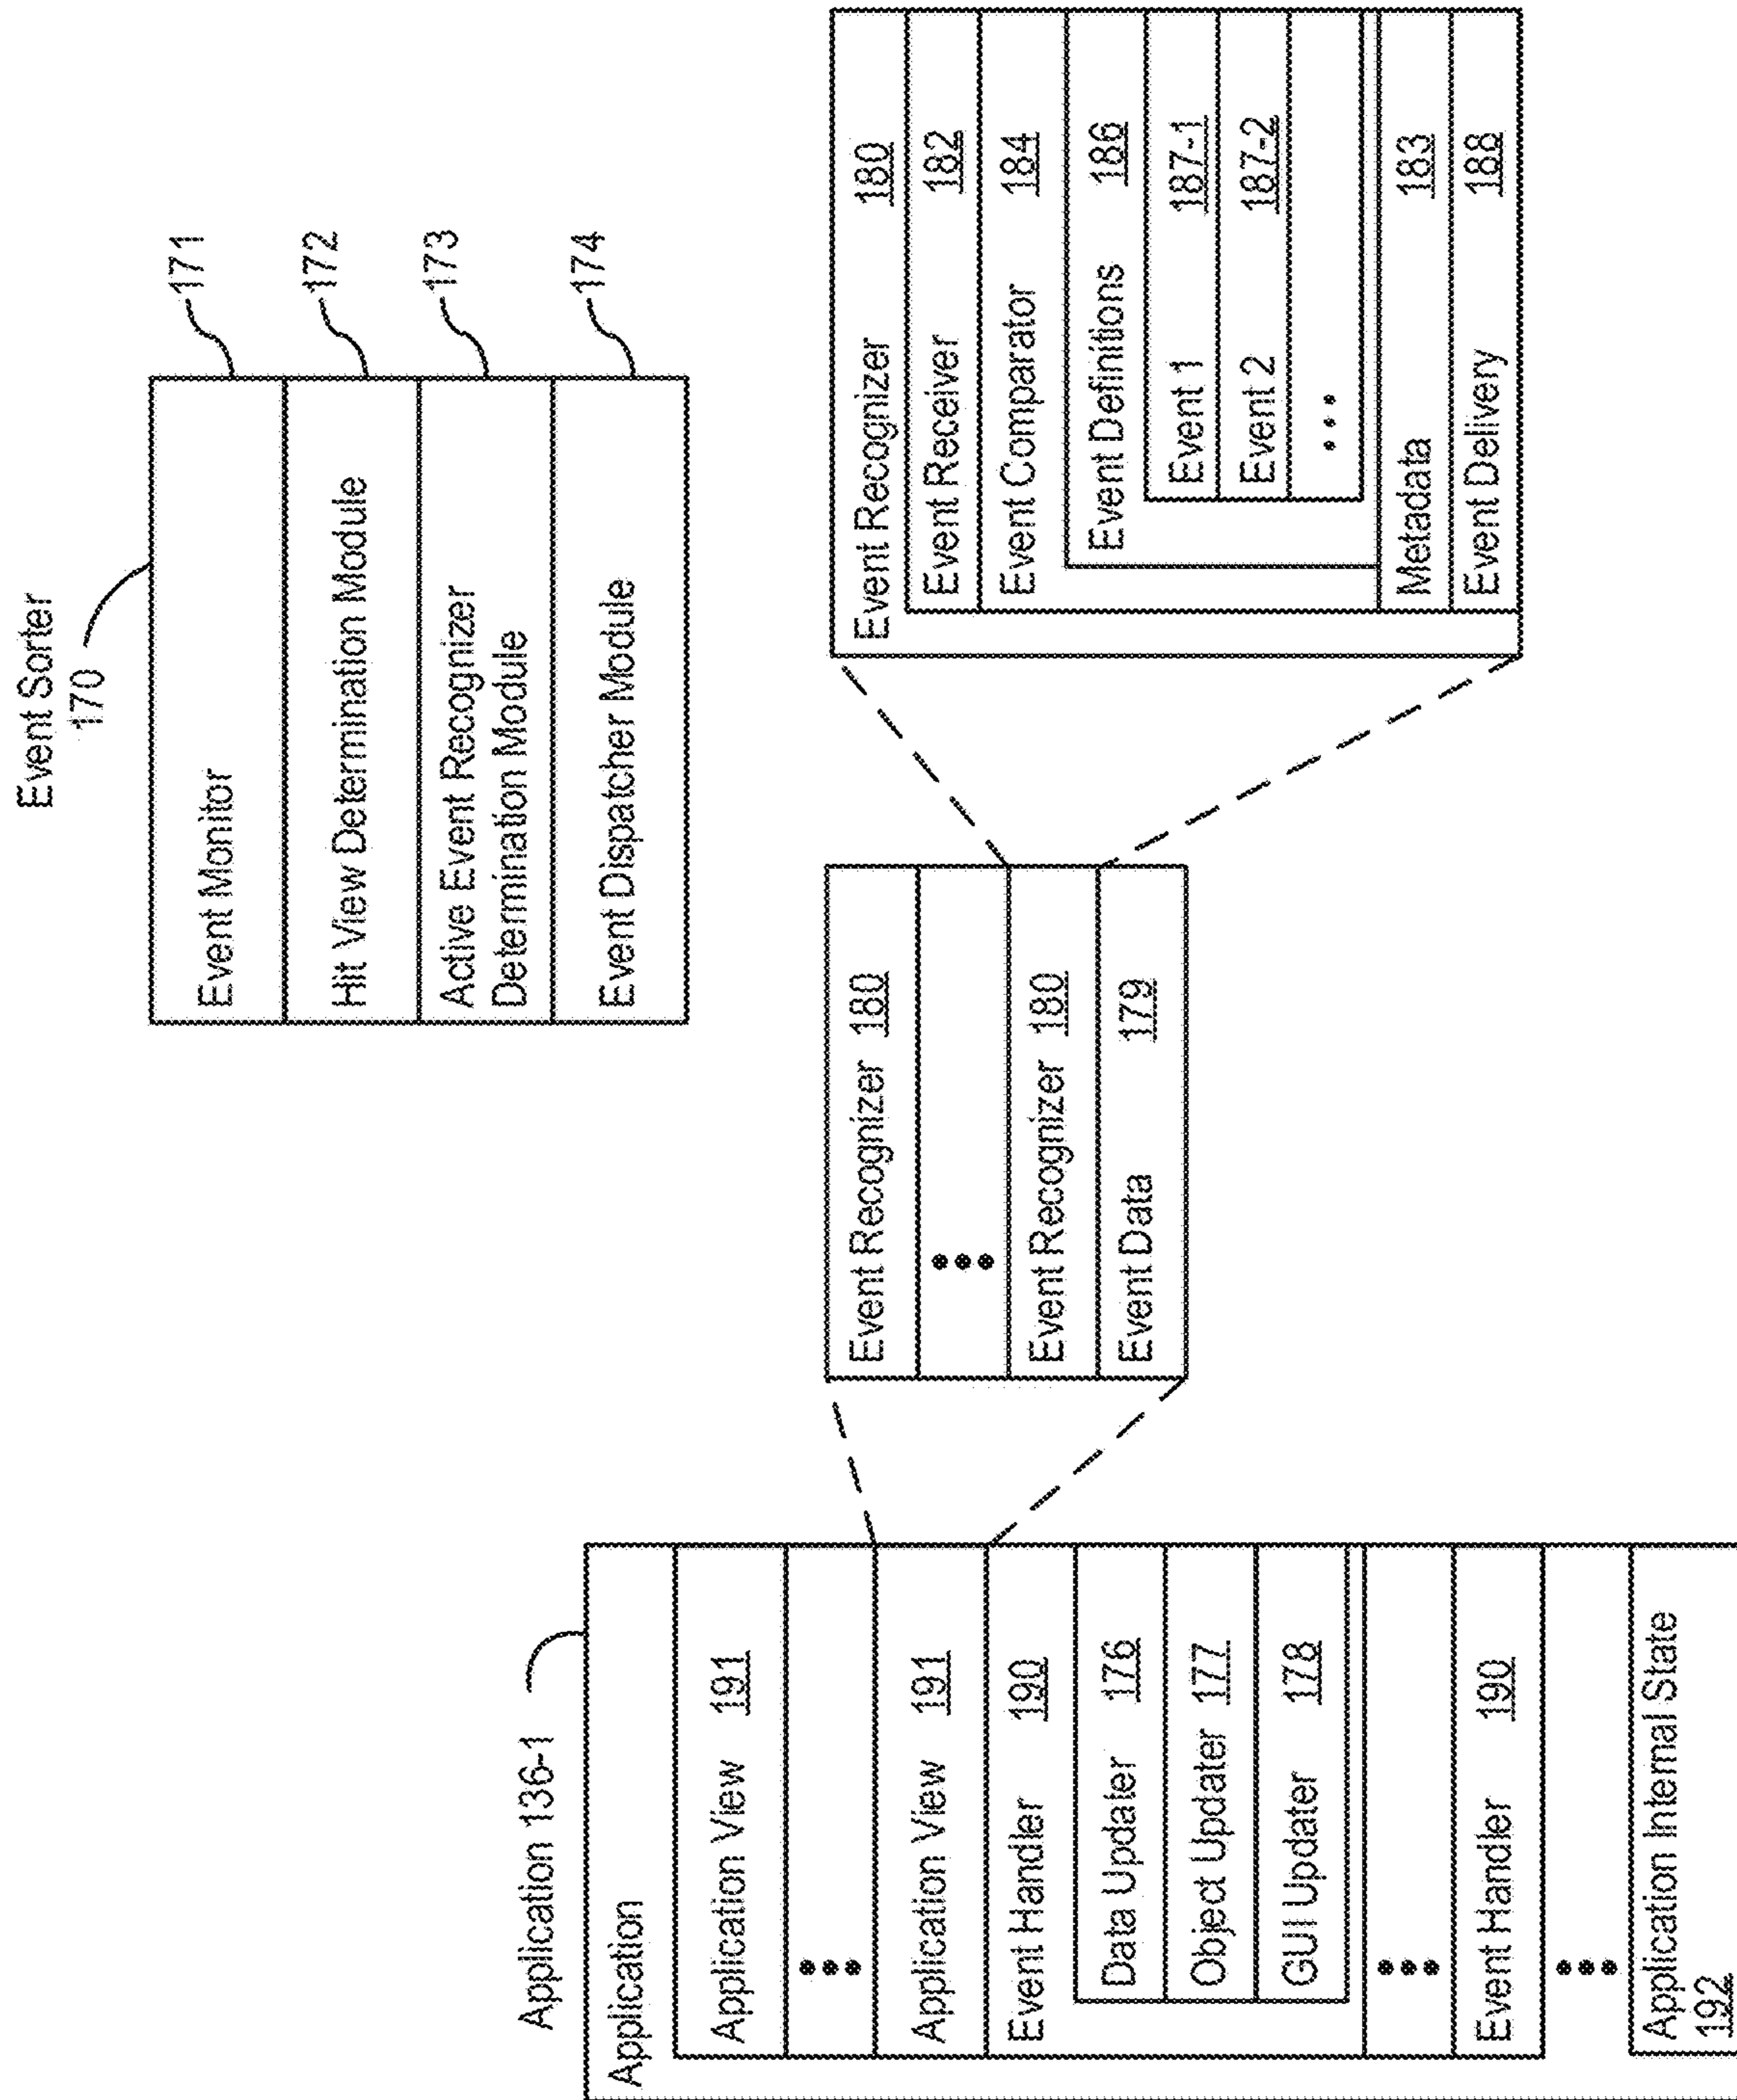 Event Sorter
170
Event Monitor
171
Hit View Determination Module
172
Active Event Recognizer
Determination Module
173
Event Dispatcher Module
174
Application 136-1
Application
Application View 191
•••
Application View 191
Event Handler 190
Data Updater 176
Object Updater 177
GUI Updater 178
•••
Event Handler 190
•••
Application Internal State
192
Event Recognizer 180
•••
Event Recognizer 180
Event Data 179
Event Recognizer 180
Event Receiver 182
Event Comparator 184
Event Definitions 186
Event 1 187-1
Event 2 187-2
•••
Metadata 183
Event Delivery 188